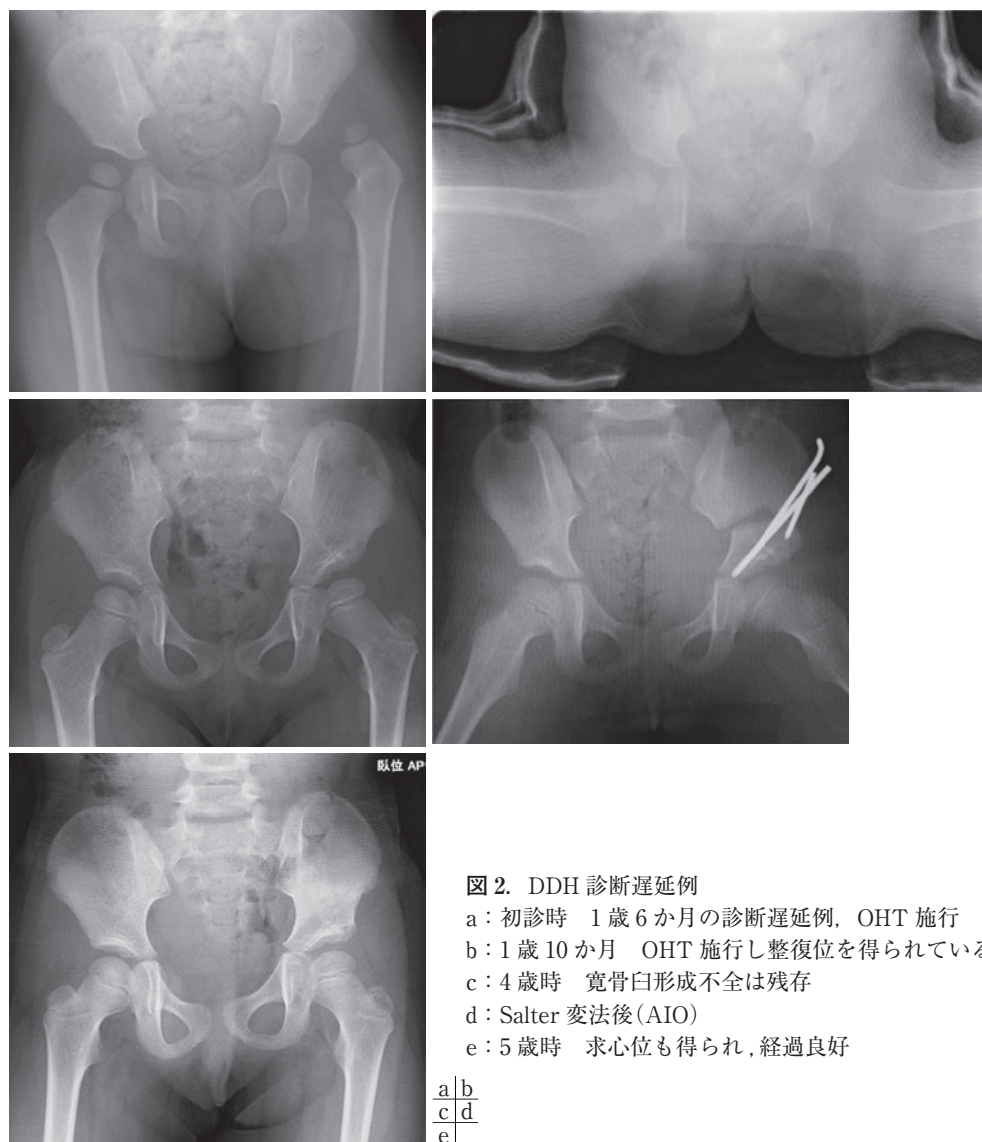 臥位 AP
図2. DDH 診断遅延例
a：初診時　1歳6か月の診断遅延例，OHT 施行
b：1歳10か月　OHT 施行し整復位を得られている
c：4歳時　寛骨臼形成不全は残存
d：Salter 変法後(AIO)
e：5歳時　求心位も得られ，経過良好
a b
c d
e